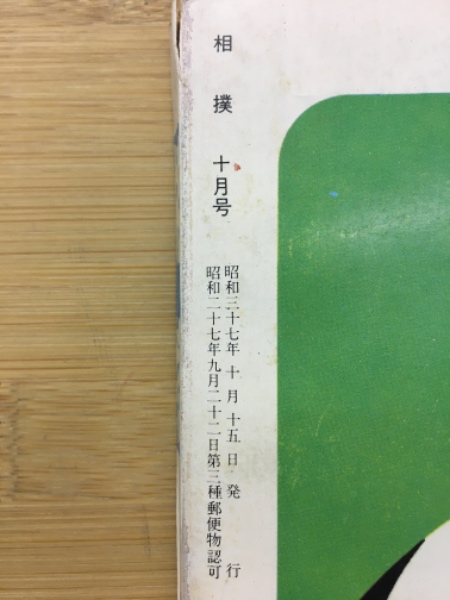 相撲 十月号
昭和三十七年十月十五日発行
昭和二十七年九月二十二日第三種郵便物認可